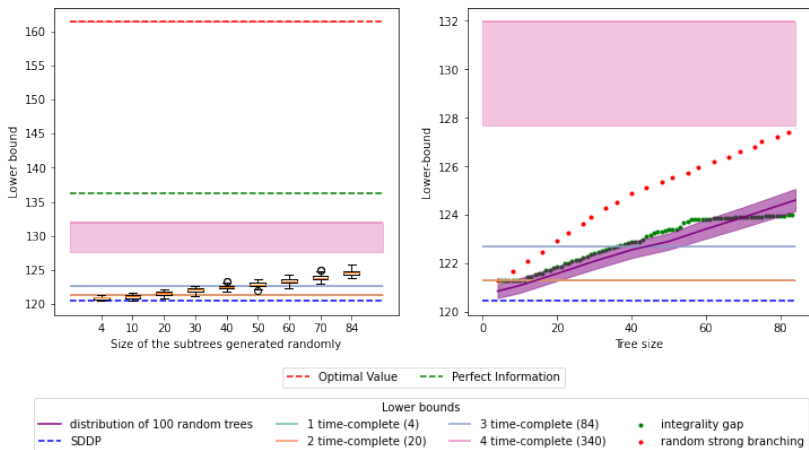 Lower bound
160
155
150
145
140
135
130
125
120
4 10 20 30 40 50 60 70 84
Size of the subtrees generated randomly
Lower-bound
132
130
128
126
124
122
120
0 20 40 60 80
Tree size
Optimal Value Perfect Information
Lower bounds
distribution of 100 random trees 1 time-complete (4) 3 time-complete (84) integrality gap
SDDP 2 time-complete (20) 4 time-complete (340) random strong branching